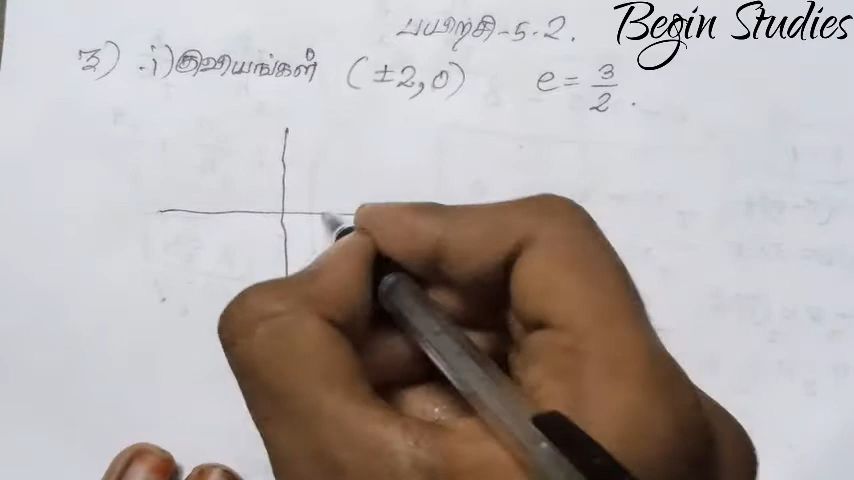 Begin Studies
பயிற்சி-5.2.
3) i) குவியங்கள் (±2,0) e = 3/2.